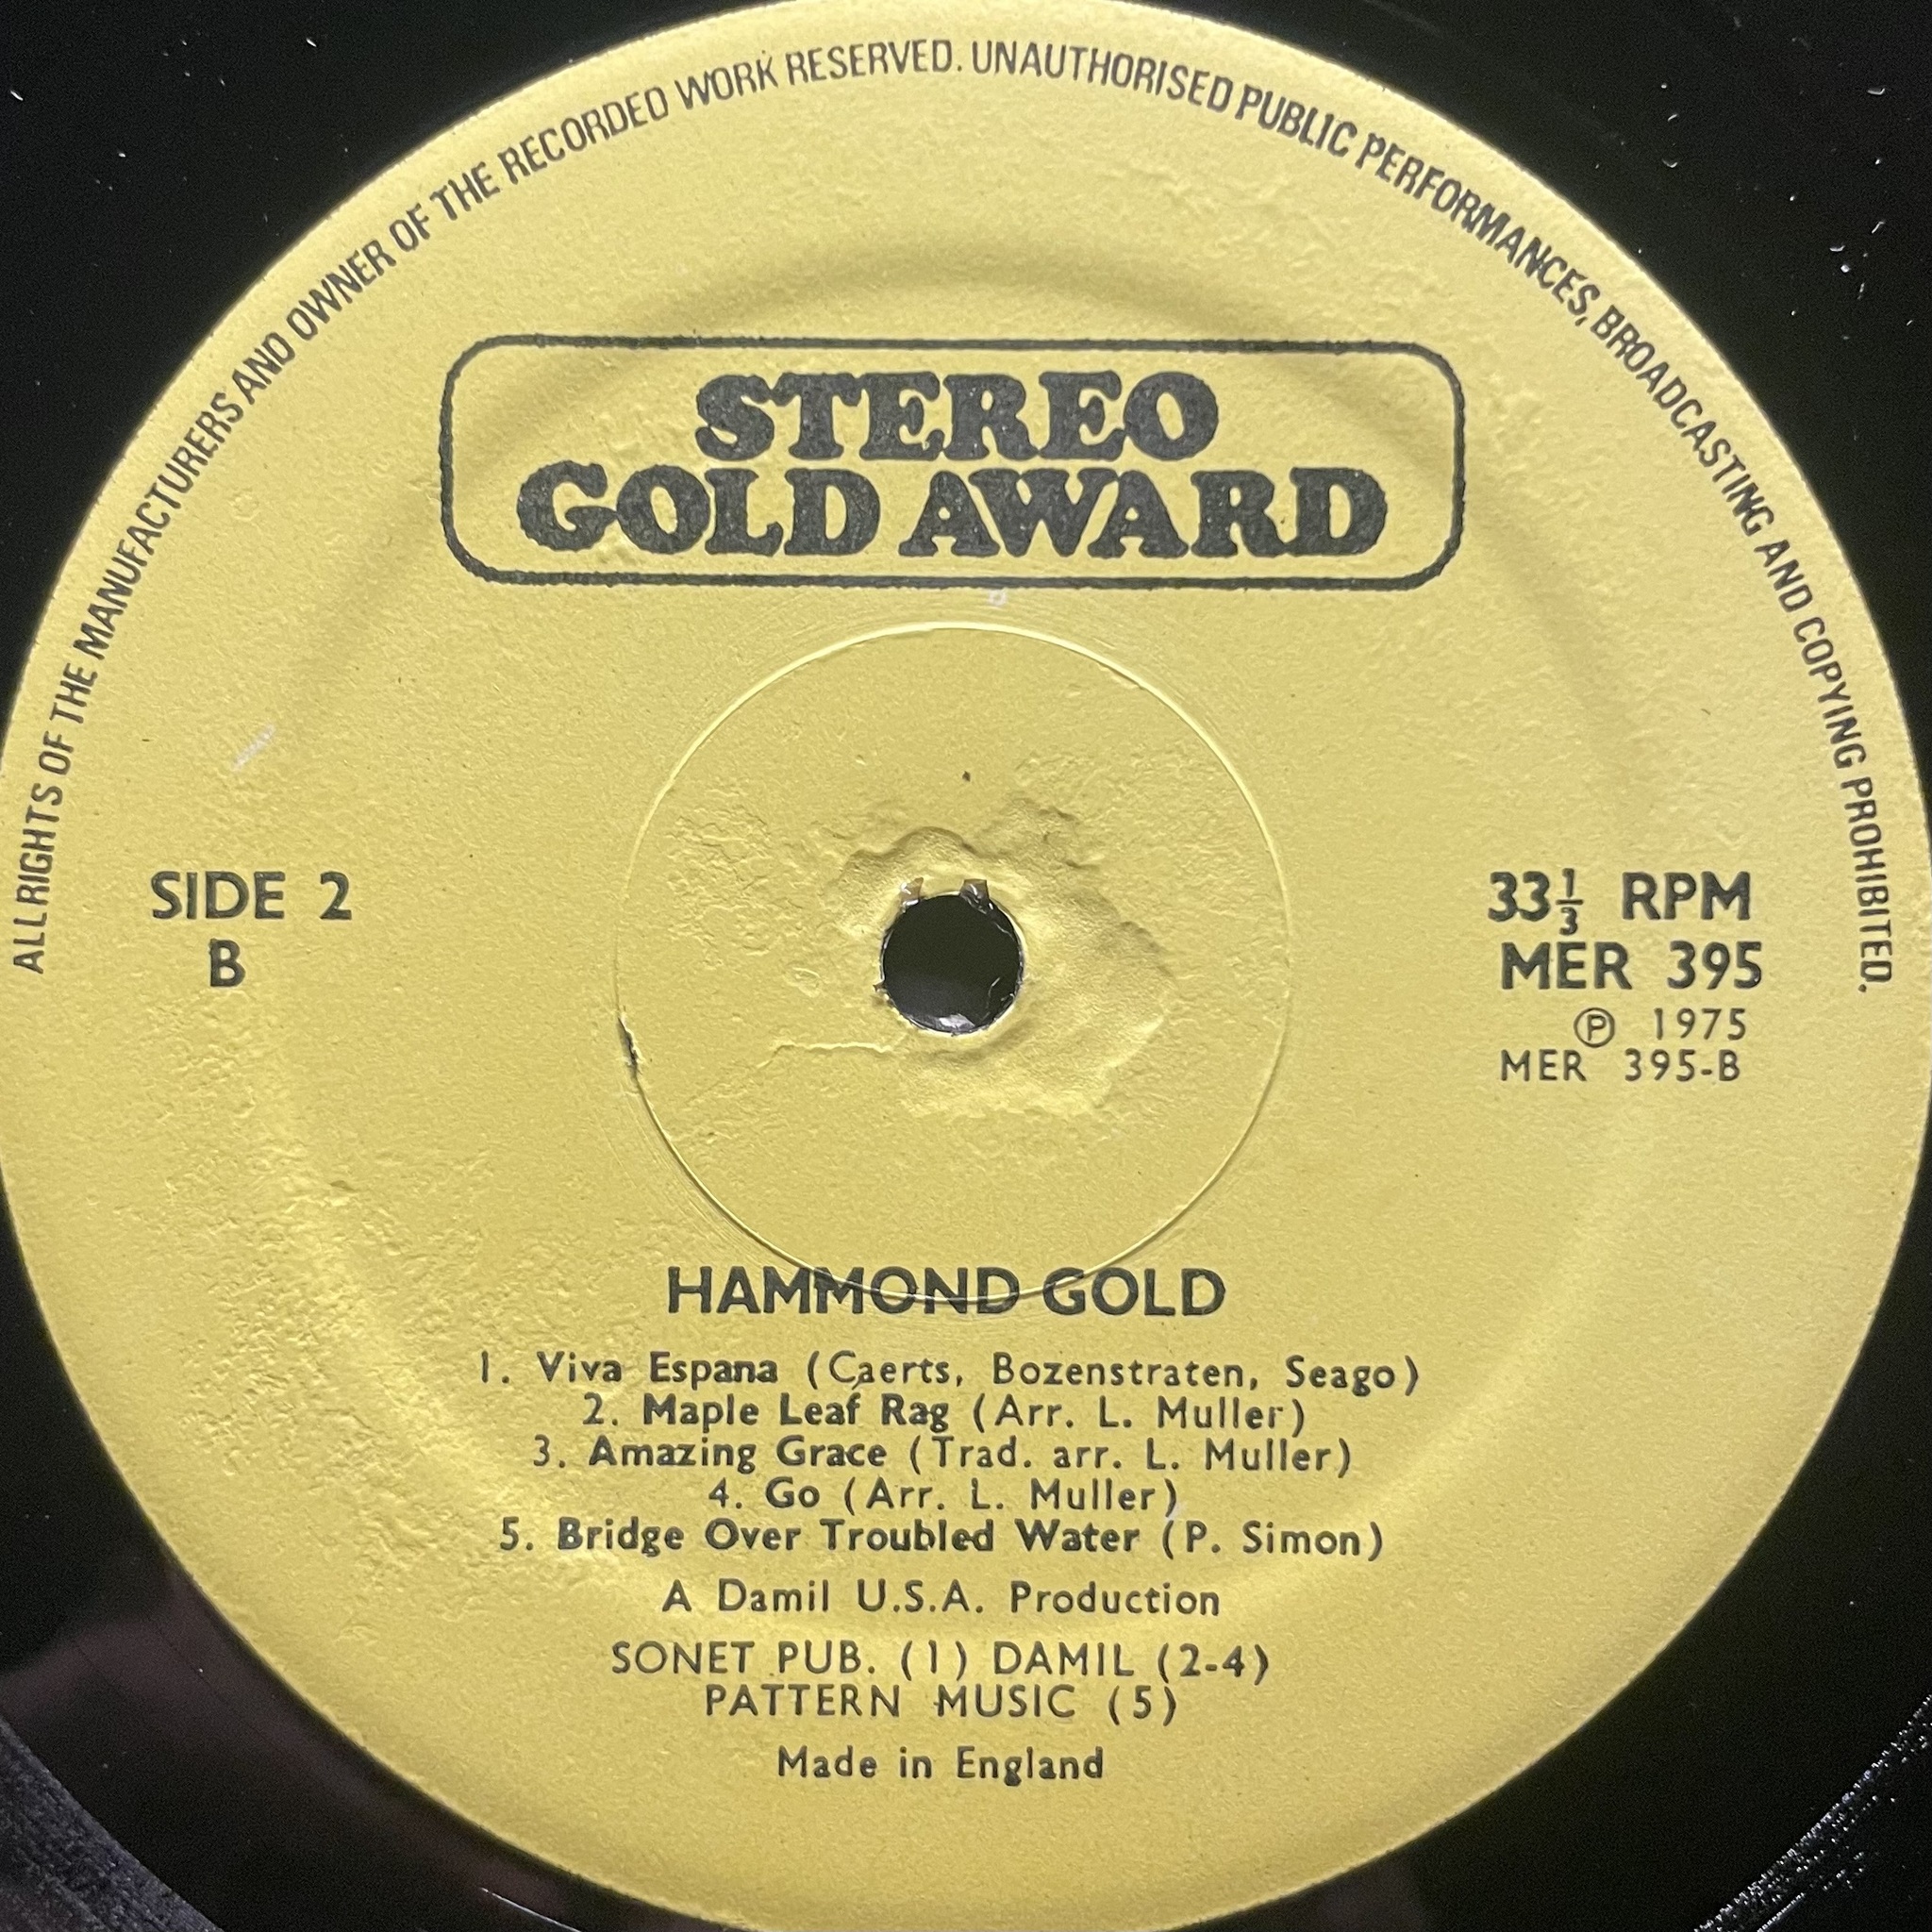 ALL RIGHTS OF THE MANUFACTURERS AND OWNER OF THE RECORDED WORK RESERVED. UNAUTHORISED PUBLIC PERFORMANCES, BROADCASTING AND COPYING PROHIBITED.
STEREO
GOLD AWARD
SIDE 2
B
33⅓ RPM
MER 395
℗ 1975
MER 395-B
HAMMOND GOLD
1. Viva Espana (Caerts, Bozenstraten, Seago)
2. Maple Leaf Rag (Arr. L. Muller)
3. Amazing Grace (Trad. arr. L. Muller)
4. Go (Arr. L. Muller)
5. Bridge Over Troubled Water (P. Simon)
A Damil U.S.A. Production
SONET PUB. (1) DAMIL (2-4)
PATTERN MUSIC (5)
Made in England